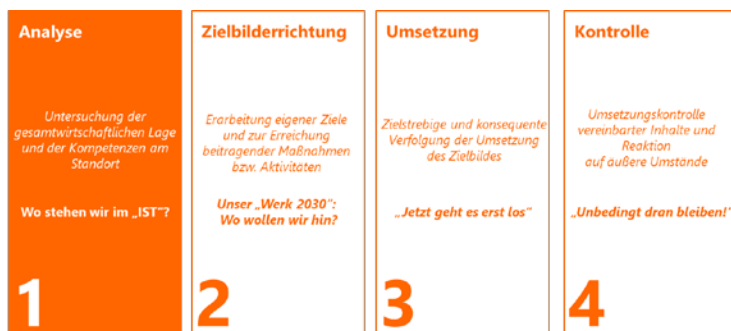 Analyse
Untersuchung der
gesamtwirtschaftlichen Lage
und der Kompetenzen am
Standort
Wo stehen wir im „IST"?
1
Zielbilderrichtung
Erarbeitung eigener Ziele
und zur Erreichung
beitragender Maßnahmen
bzw. Aktivitäten
Unser „Werk 2030":
Wo wollen wir hin?
2
Umsetzung
Zielstrebige und konsequente
Verfolgung der Umsetzung
des Zielbildes
„Jetzt geht es erst los"
3
Kontrolle
Umsetzungskontrolle
vereinbarter Inhalte und
Reaktion
auf äußere Umstände
„Unbedingt dran bleiben!"
4